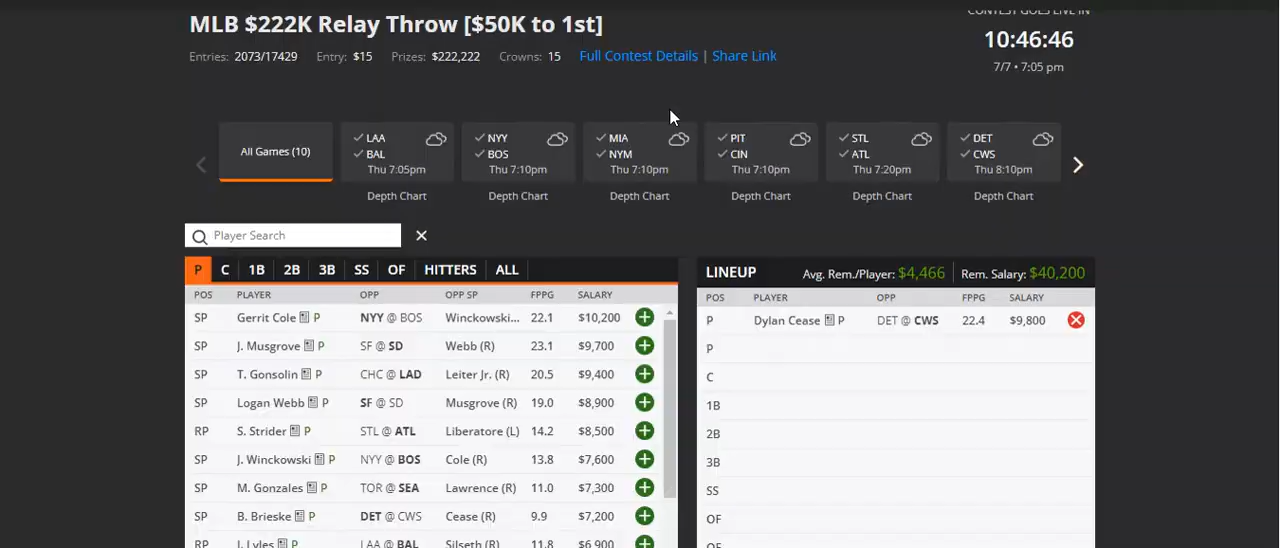 CONTEST GOES LIVE IN
MLB $222K Relay Throw [$50K to 1st]
10:46:46
Entries: 2073/17429 Entry: $15 Prizes: $222,222 Crowns: 15 Full Contest Details | Share Link
7/7 • 7:05 pm
All Games (10)
LAA
BAL
Thu 7:05pm
Depth Chart
NYY
BOS
Thu 7:10pm
Depth Chart
MIA
NYM
Thu 7:10pm
Depth Chart
PIT
CIN
Thu 7:10pm
Depth Chart
STL
ATL
Thu 7:20pm
Depth Chart
DET
CWS
Thu 8:10pm
Depth Chart
Player Search
P C 1B 2B 3B SS OF HITTERS ALL
POS PLAYER OPP OPP SP FPPG SALARY
SP Gerrit Cole P NYY @ BOS Winckowski... 22.1 $10,200
SP J. Musgrove P SF @ SD Webb (R) 23.1 $9,700
SP T. Gonsolin P CHC @ LAD Leiter Jr. (R) 20.5 $9,400
SP Logan Webb P SF @ SD Musgrove (R) 19.0 $8,900
RP S. Strider P STL @ ATL Liberatore (L) 14.2 $8,500
SP J. Winckowski P NYY @ BOS Cole (R) 13.8 $7,600
SP M. Gonzales P TOR @ SEA Lawrence (R) 11.0 $7,300
SP B. Brieske P DET @ CWS Cease (R) 9.9 $7,200
RP J. Lyles P LAA @ BAL Silseth (R) 11.8 $6,900
LINEUP Avg. Rem./Player: $4,466 Rem. Salary: $40,200
POS PLAYER OPP FPPG SALARY
P Dylan Cease P DET @ CWS 22.4 $9,800
P
C
1B
2B
3B
SS
OF
OF